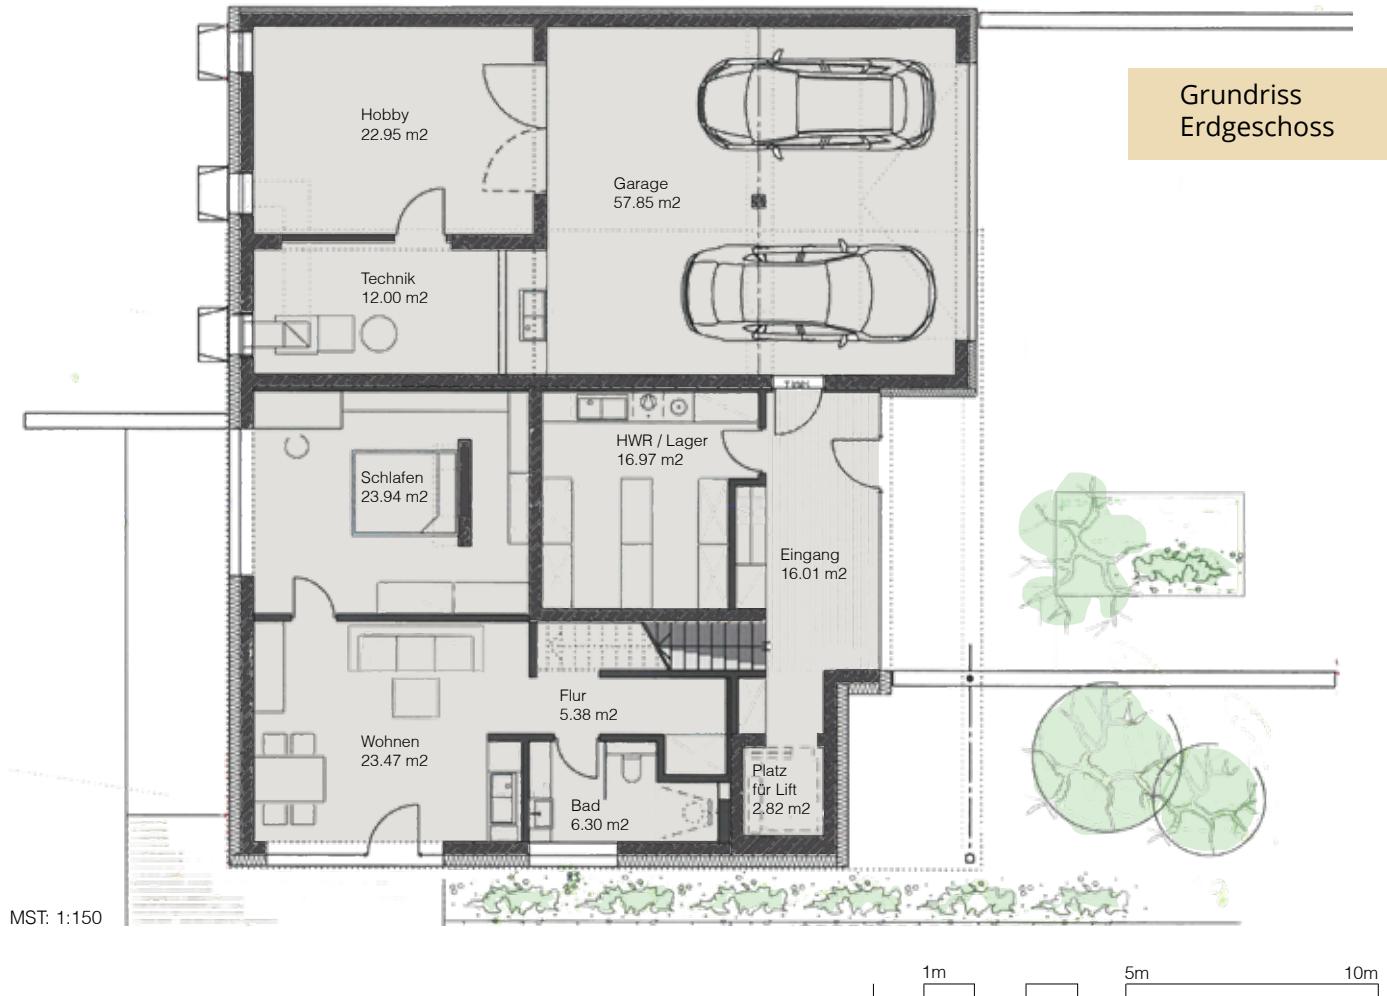 Grundriss
Erdgeschoss
Hobby
22.95 m2
Garage
57.85 m2
Technik
12.00 m2
HWR / Lager
16.97 m2
Schlafen
23.94 m2
Eingang
16.01 m2
Flur
5.38 m2
Wohnen
23.47 m2
Platz
für Lift
2.82 m2
Bad
6.30 m2
MST: 1:150
1m
5m
10m